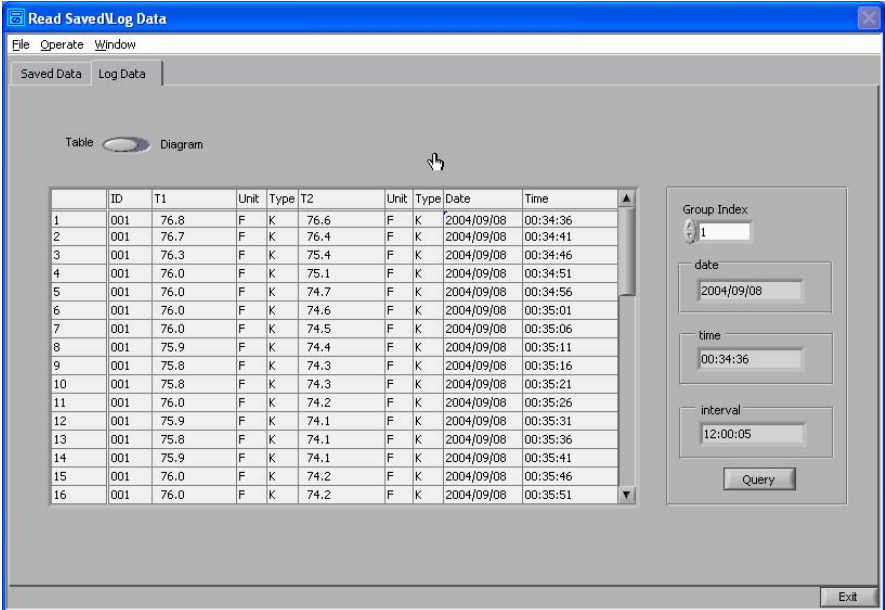 Read Saved\Log Data
File Operate Window
Saved Data Log Data
Table Diagram
ID T1 Unit Type T2 Unit Type Date Time
1 001 76.8 F K 76.6 F K 2004/09/08 00:34:36
2 001 76.7 F K 76.4 F K 2004/09/08 00:34:41
3 001 76.3 F K 75.4 F K 2004/09/08 00:34:46
4 001 76.0 F K 75.1 F K 2004/09/08 00:34:51
5 001 76.0 F K 74.7 F K 2004/09/08 00:34:56
6 001 76.0 F K 74.6 F K 2004/09/08 00:35:01
7 001 76.0 F K 74.5 F K 2004/09/08 00:35:06
8 001 75.9 F K 74.4 F K 2004/09/08 00:35:11
9 001 75.8 F K 74.3 F K 2004/09/08 00:35:16
10 001 75.8 F K 74.3 F K 2004/09/08 00:35:21
11 001 76.0 F K 74.2 F K 2004/09/08 00:35:26
12 001 75.9 F K 74.1 F K 2004/09/08 00:35:31
13 001 75.8 F K 74.1 F K 2004/09/08 00:35:36
14 001 75.9 F K 74.1 F K 2004/09/08 00:35:41
15 001 76.0 F K 74.2 F K 2004/09/08 00:35:46
16 001 76.0 F K 74.2 F K 2004/09/08 00:35:51
Group Index
1
date
2004/09/08
time
00:34:36
interval
12:00:05
Query
Exit